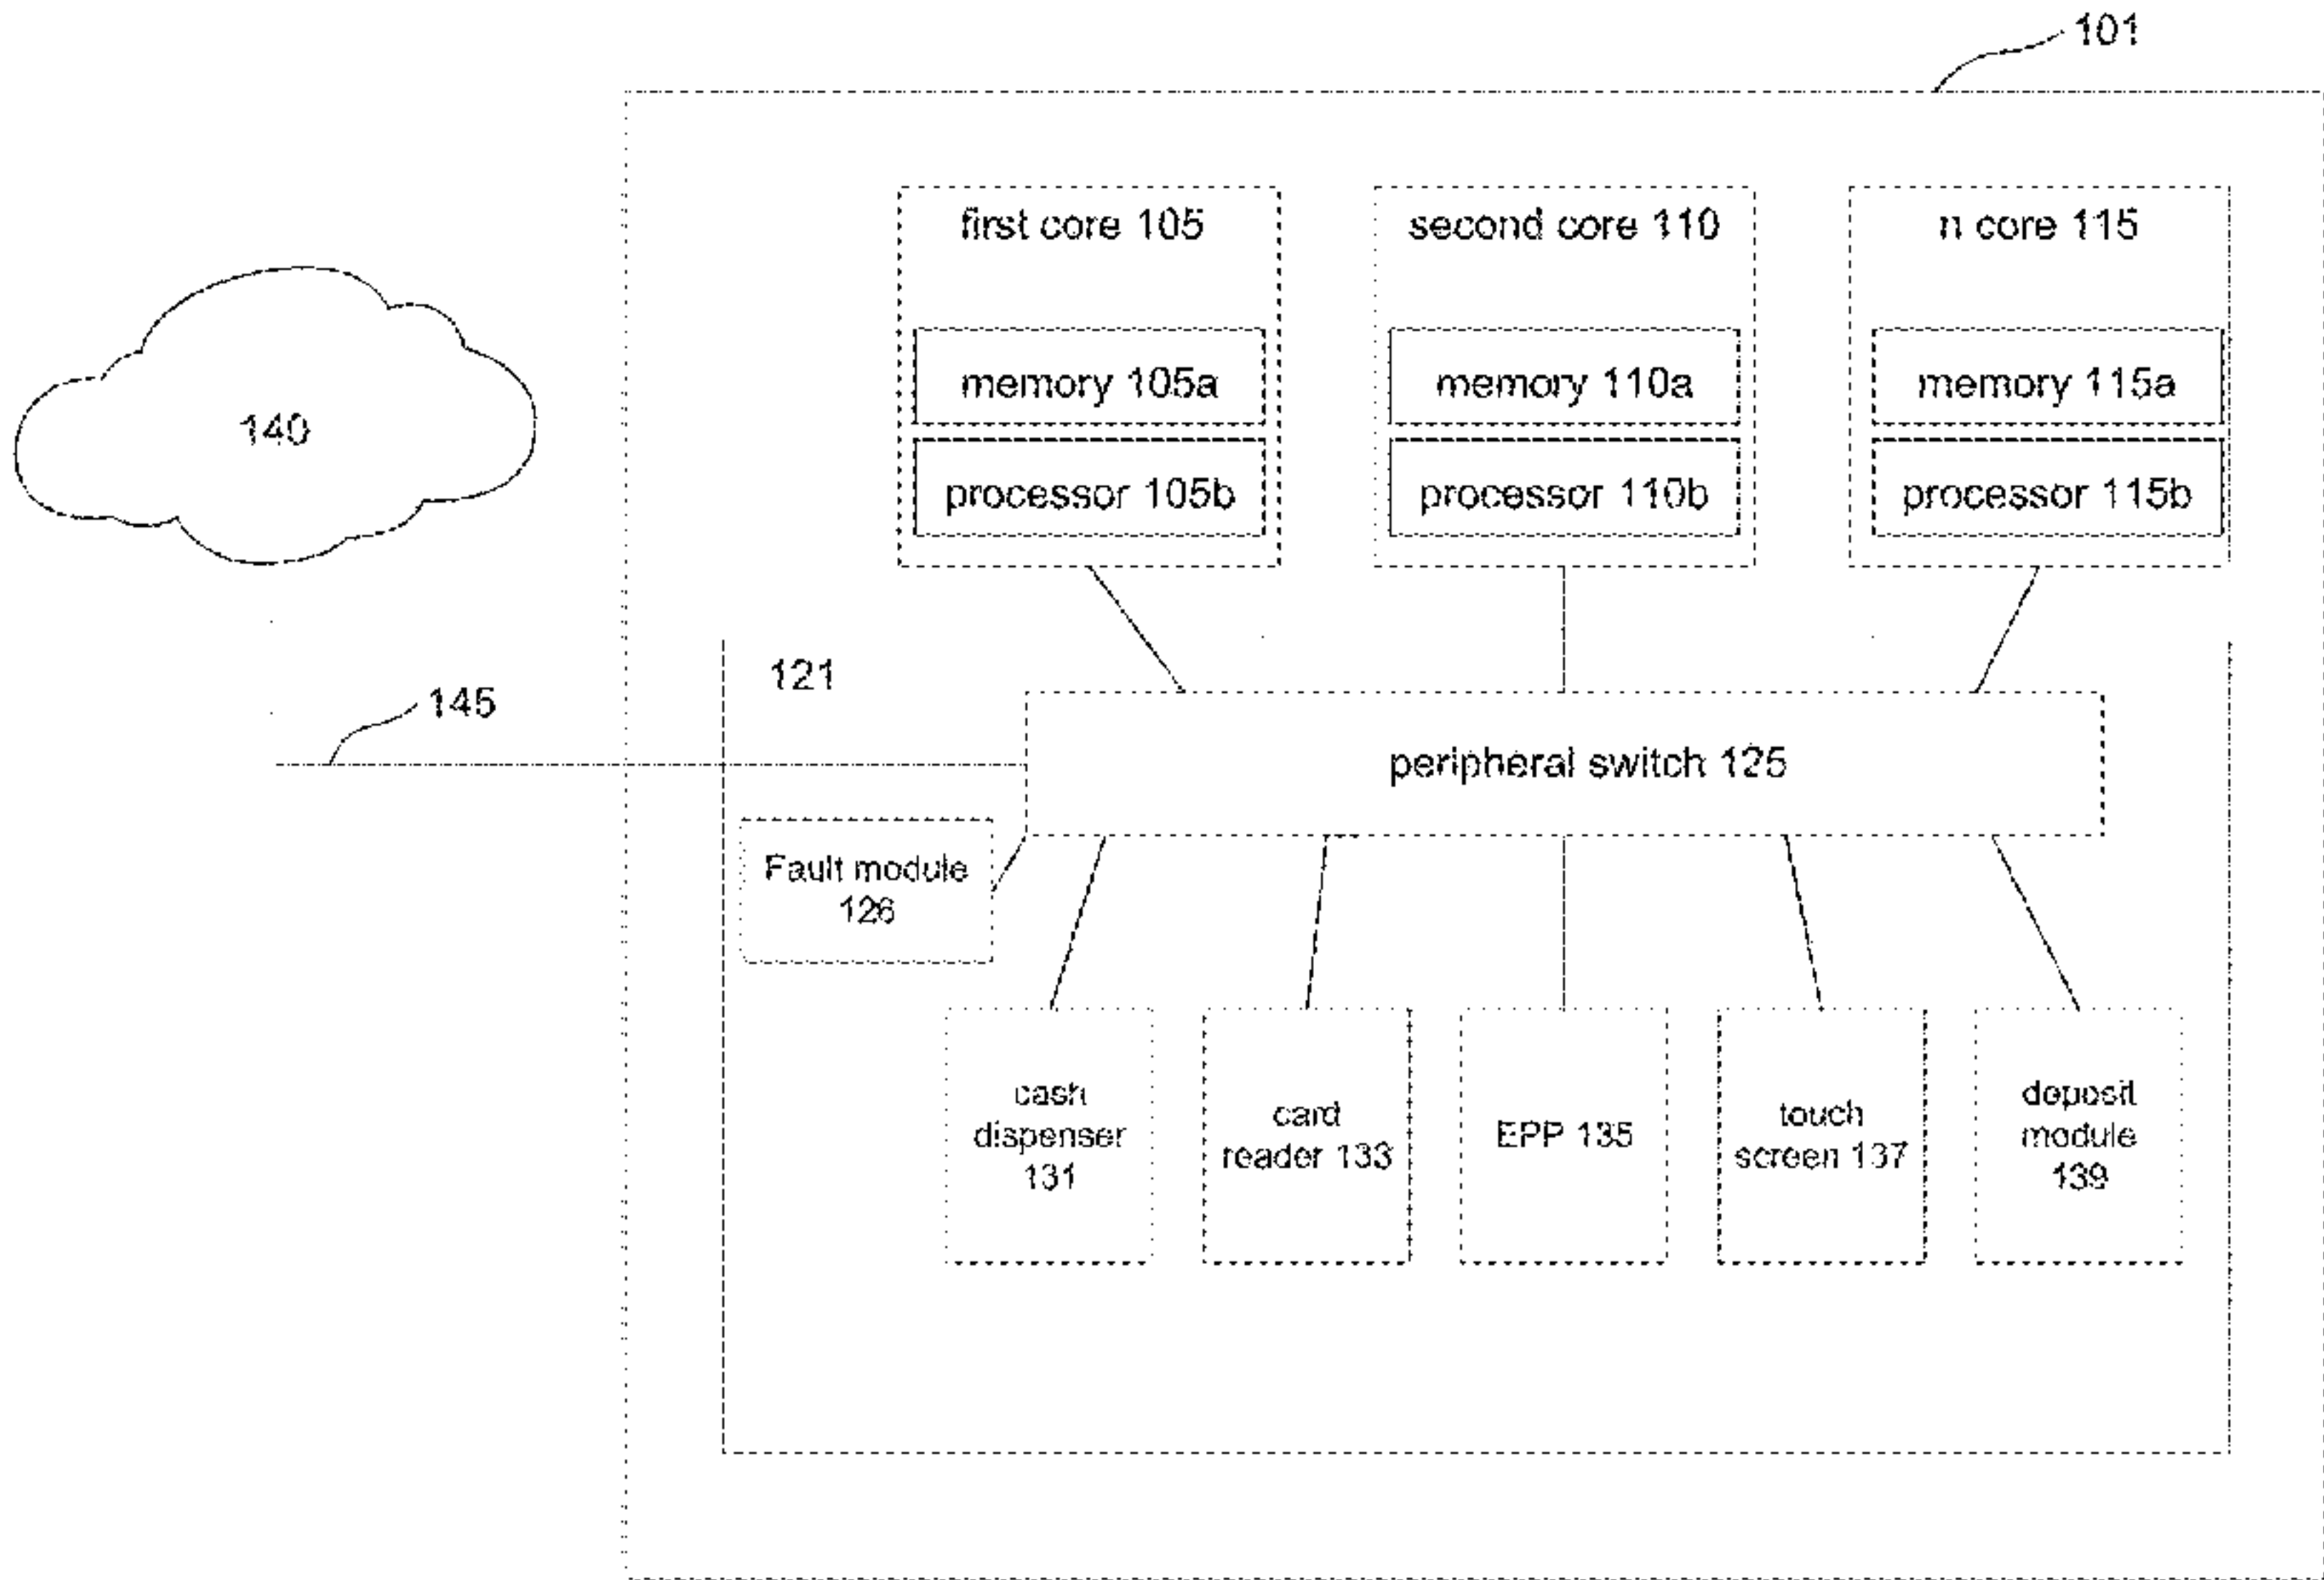 101
first core 105
second core 110
n core 115
memory 105a
memory 110a
memory 115a
140
processor 105b
processor 110b
processor 115b
121
145
peripheral switch 125
Fault module
126
cash
dispenser
131
card
reader 133
EPP 135
touch
screen 137
deposit
module
139